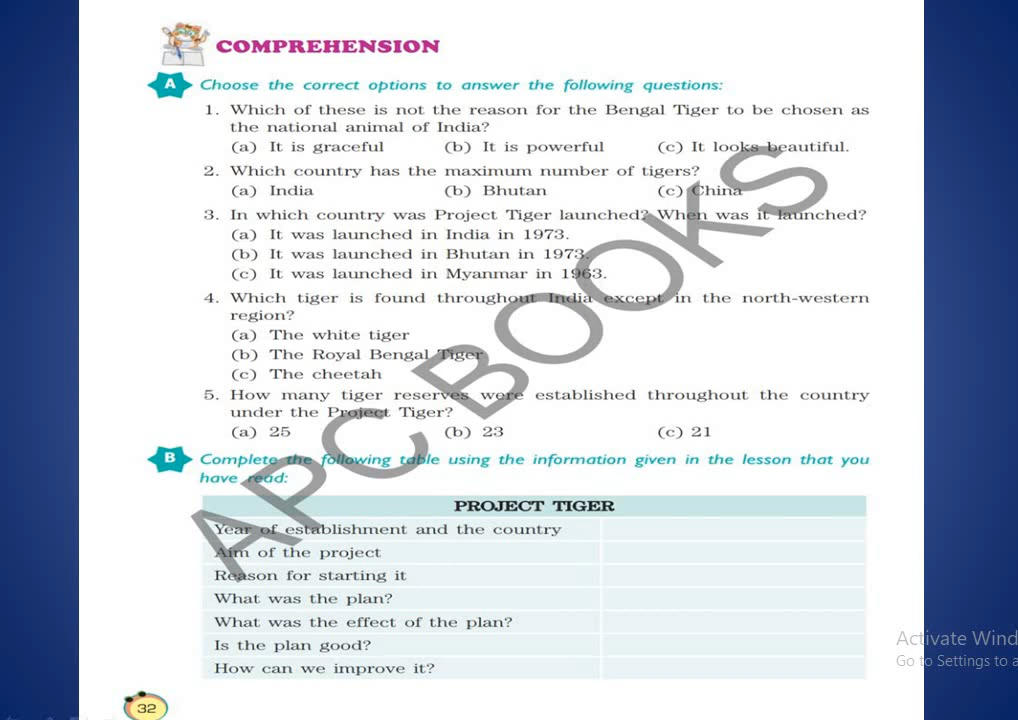 COMPREHENSION
A Choose the correct options to answer the following questions:
1. Which of these is not the reason for the Bengal Tiger to be chosen as
the national animal of India?
(a) It is graceful (b) It is powerful (c) It looks beautiful.
2. Which country has the maximum number of tigers?
(a) India (b) Bhutan (c) China
3. In which country was Project Tiger launched? When was it launched?
(a) It was launched in India in 1973.
(b) It was launched in Bhutan in 1973.
(c) It was launched in Myanmar in 1963.
4. Which tiger is found throughout India except in the north-western
region?
(a) The white tiger
(b) The Royal Bengal Tiger
(c) The cheetah
5. How many tiger reserves were established throughout the country
under the Project Tiger?
(a) 25 (b) 23 (c) 21
B Complete the following table using the information given in the lesson that you
have read:
PROJECT TIGER
Year of establishment and the country
Aim of the project
Reason for starting it
What was the plan?
What was the effect of the plan?
Is the plan good?
How can we improve it?
32
APC BOOKS
Activate Wind
Go to Settings to a